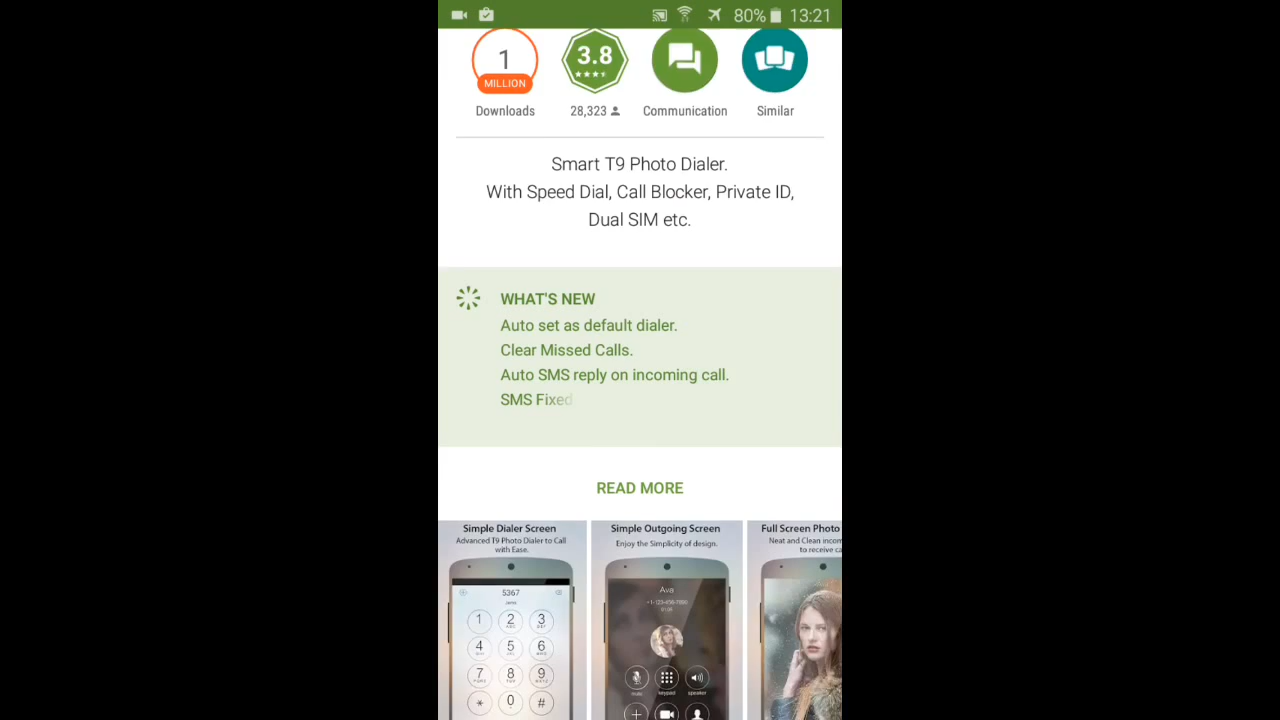 80% 13:21
1
MILLION
Downloads
3.8
28,323
Communication
Similar
Smart T9 Photo Dialer.
With Speed Dial, Call Blocker, Private ID,
Dual SIM etc.
WHAT'S NEW
Auto set as default dialer.
Clear Missed Calls.
Auto SMS reply on incoming call.
SMS Fixed
READ MORE
Simple Dialer Screen
Advanced T9 Photo Dialer to Call
with Ease.
5367
1
2
3
4
5
6
7
8
9
*
0
#
Simple Outgoing Screen
Enjoy the Simplicity of design.
Ava
mute
keypad
speaker
Full Screen Photo
Neat and Clean incom
to receive ca